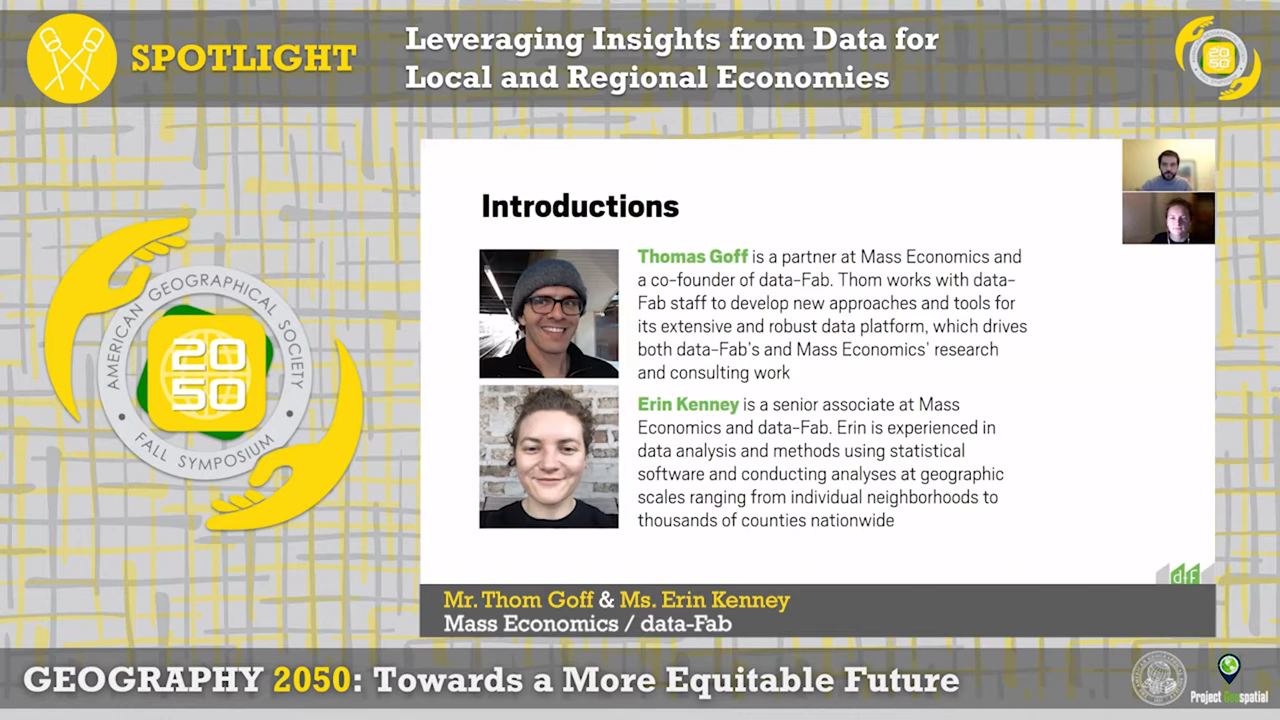 SPOTLIGHT
Leveraging Insights from Data for
Local and Regional Economies
20
50
AMERICAN GEOGRAPHICAL SOCIETY
20
50
FALL SYMPOSIUM
Introductions
Thomas Goff is a partner at Mass Economics and
a co-founder of data-Fab. Thom works with data-
Fab staff to develop new approaches and tools for
its extensive and robust data platform, which drives
both data-Fab's and Mass Economics' research
and consulting work
Erin Kenney is a senior associate at Mass
Economics and data-Fab. Erin is experienced in
data analysis and methods using statistical
software and conducting analyses at geographic
scales ranging from individual neighborhoods to
thousands of counties nationwide
dfF
Mr. Thom Goff & Ms. Erin Kenney
Mass Economics / data-Fab
GEOGRAPHY 2050: Towards a More Equitable Future
Project Geospatial